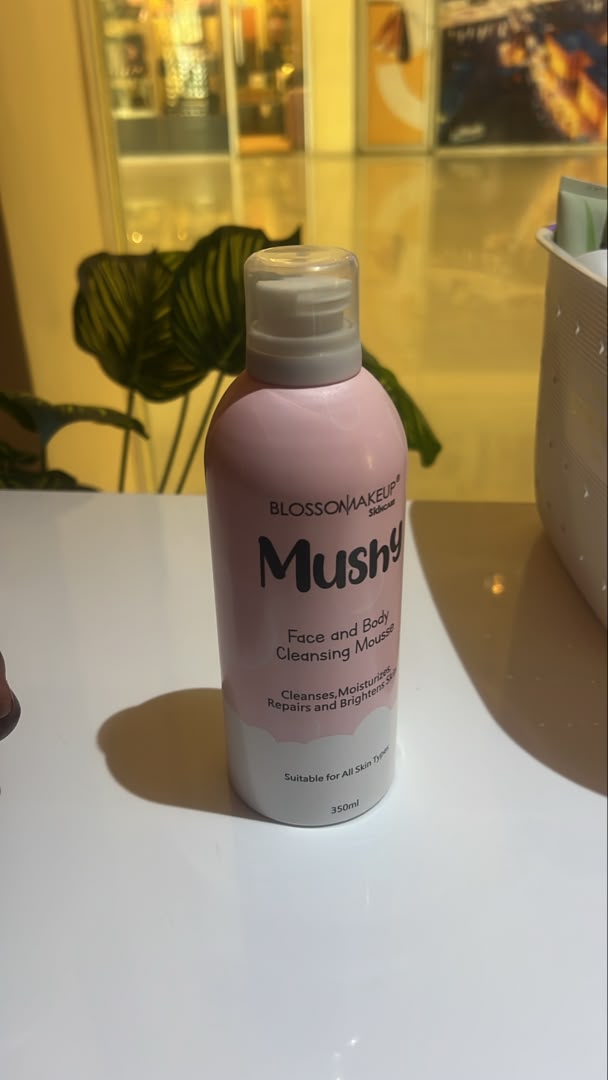 BLOSSOMMAKEUP®
Skincare
Mushy
Face and Body
Cleansing Mousse
Cleanses,Moisturizes,
Repairs and Brightens Skin
Suitable for All Skin Types
350ml